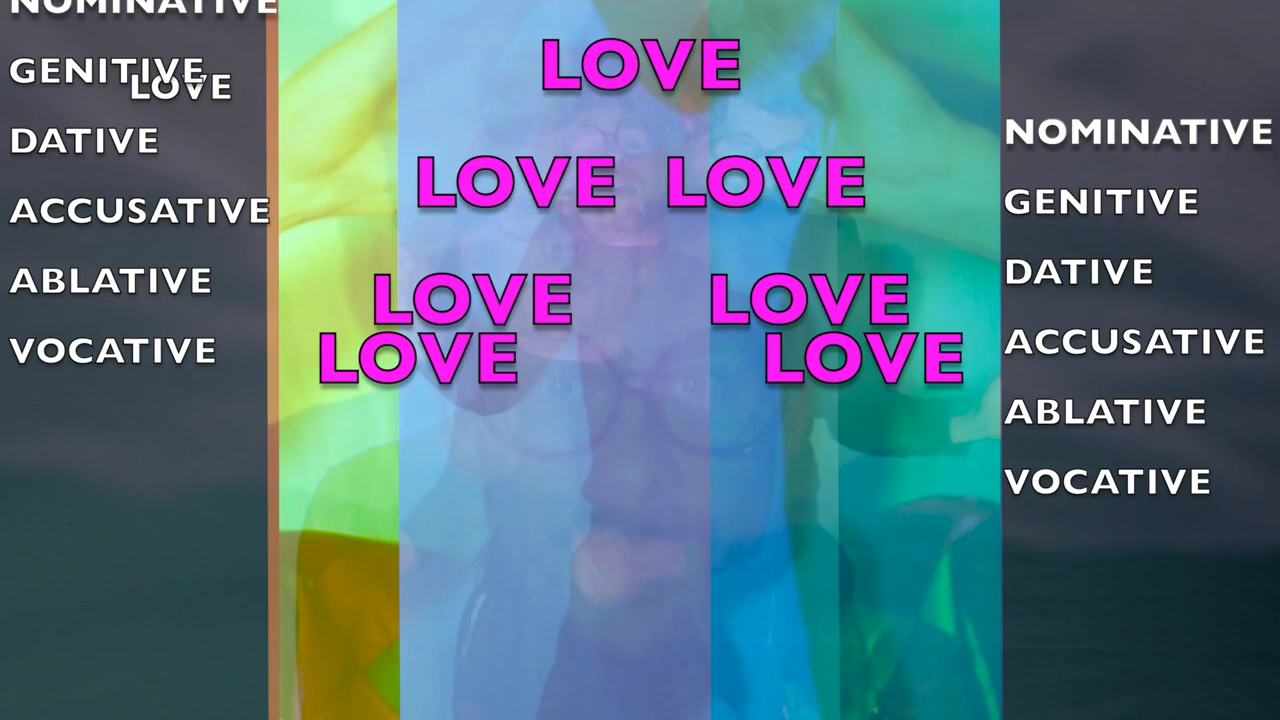 NOMINATIVE
GENITIVE
LOVE
DATIVE
ACCUSATIVE
ABLATIVE
VOCATIVE
LOVE
LOVE LOVE
LOVE LOVE
LOVE LOVE
NOMINATIVE
GENITIVE
DATIVE
ACCUSATIVE
ABLATIVE
VOCATIVE